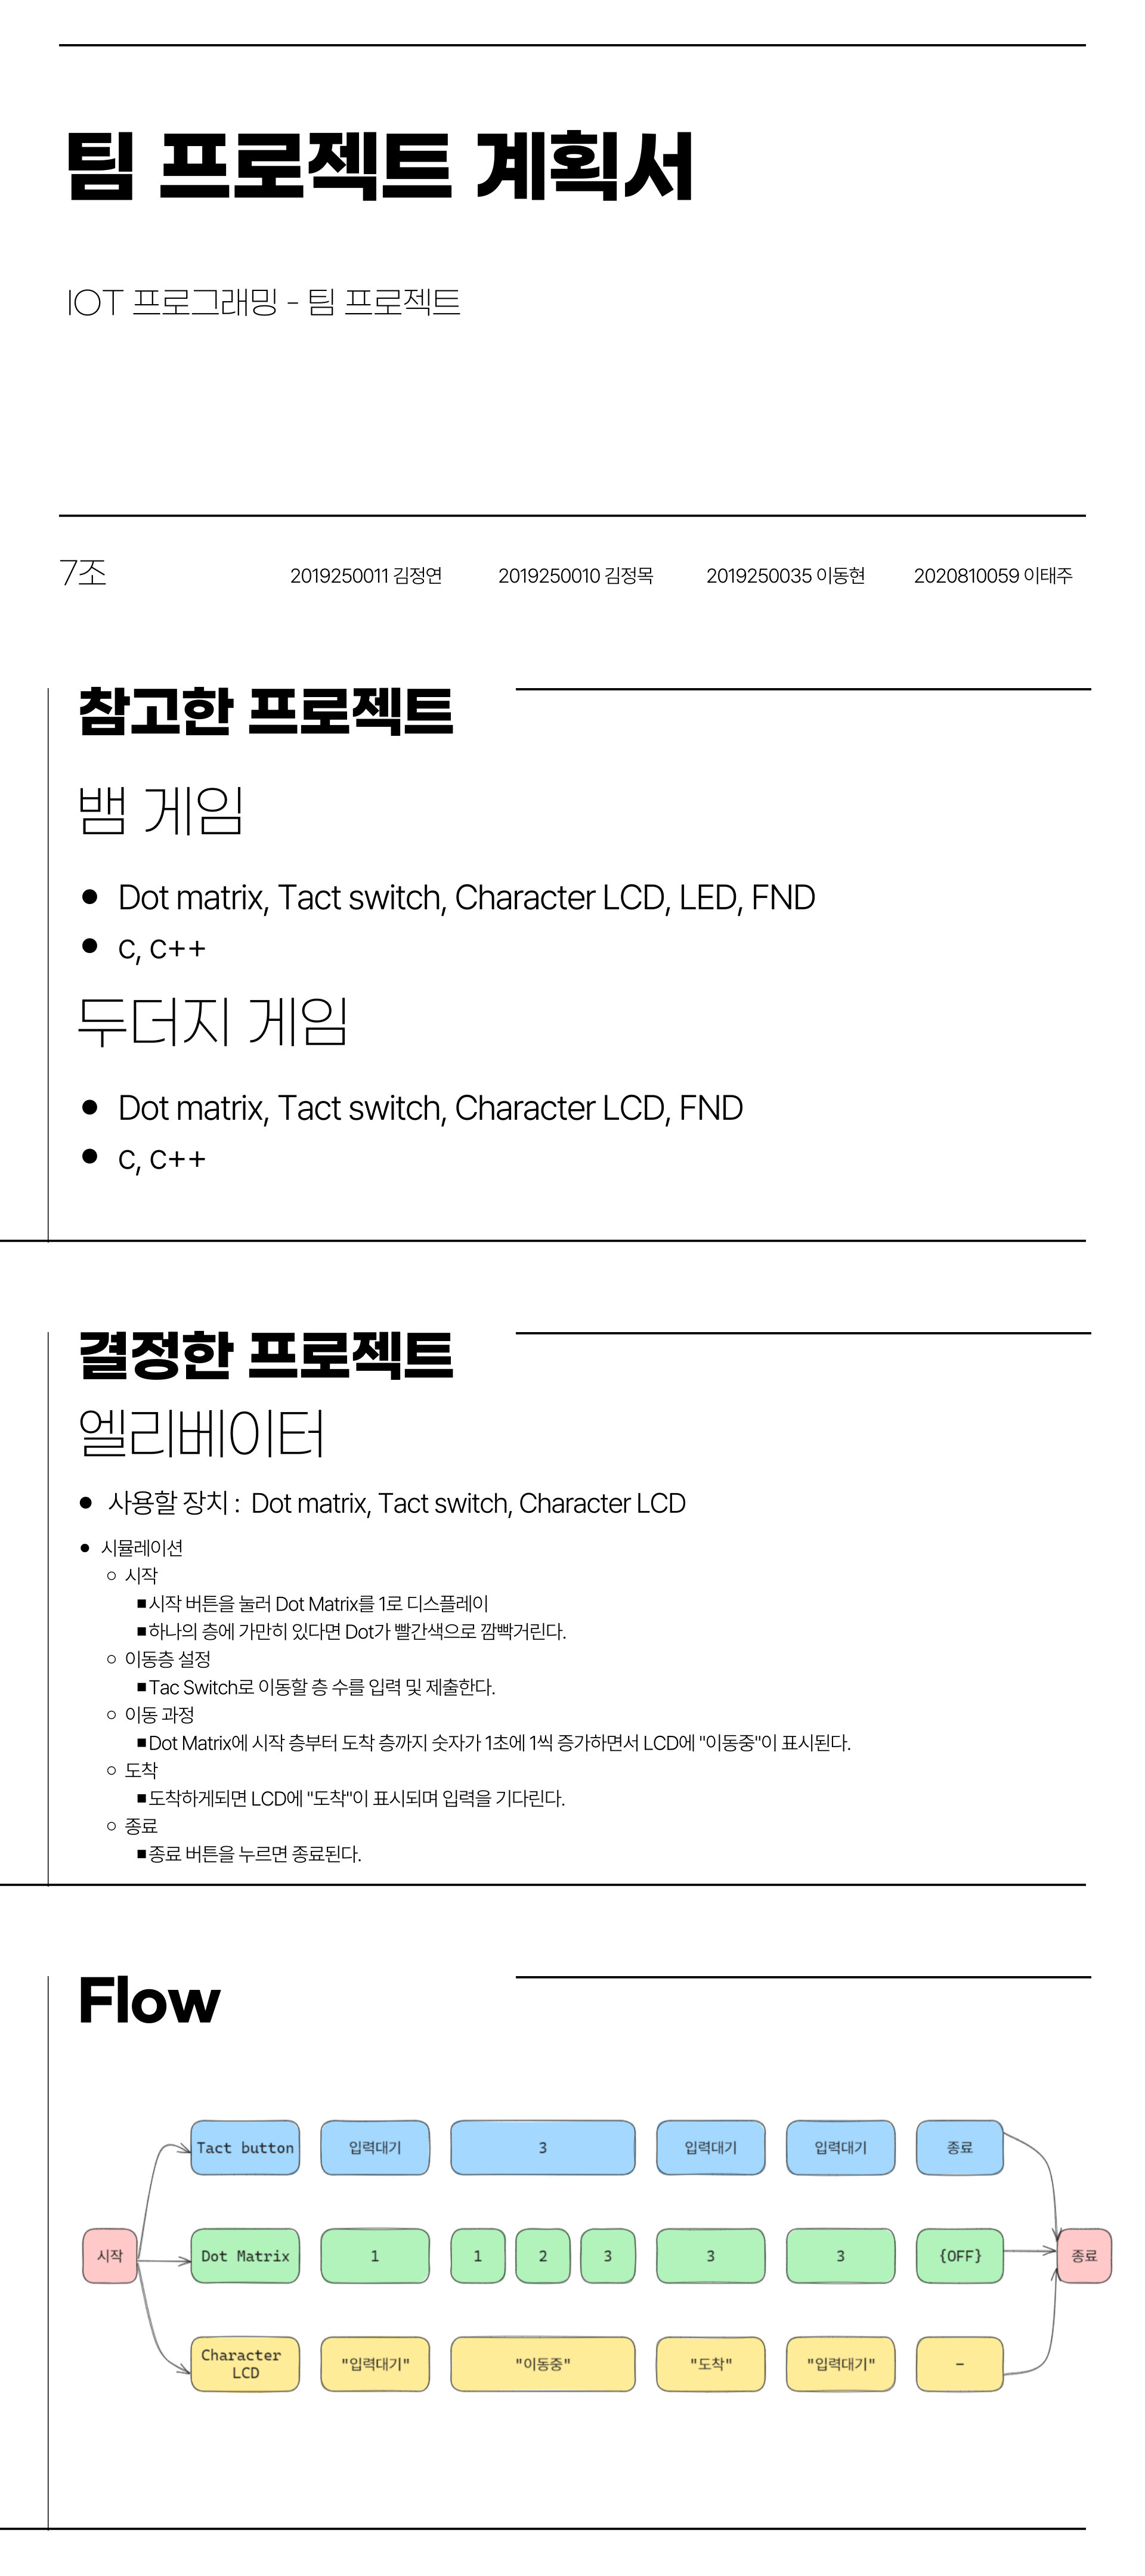 팀 프로젝트 계획서
IOT 프로그래밍 - 팀 프로젝트
7조
2019250011 김정연
2019250010 김정목
2019250035 이동현
2020810059 이태주
참고한 프로젝트
뱀 게임
● Dot matrix, Tact switch, Character LCD, LED, FND
● c, c++
두더지 게임
● Dot matrix, Tact switch, Character LCD, FND
● c, c++
결정한 프로젝트
엘리베이터
● 사용할 장치 : Dot matrix, Tact switch, Character LCD
● 시뮬레이션
○ 시작
■ 시작 버튼을 눌러 Dot Matrix를 1로 디스플레이
■ 하나의 층에 가만히 있다면 Dot가 빨간색으로 깜빡거린다.
○ 이동층 설정
■ Tac Switch로 이동할 층 수를 입력 및 제출한다.
○ 이동 과정
■ Dot Matrix에 시작 층부터 도착 층까지 숫자가 1초에 1씩 증가하면서 LCD에 "이동중"이 표시된다.
○ 도착
■ 도착하게되면 LCD에 "도착"이 표시되며 입력을 기다린다.
○ 종료
■ 종료 버튼을 누르면 종료된다.
Flow
Tact button
입력대기
3
입력대기
입력대기
종료
시작
Dot Matrix
1
1
2
3
3
3
{OFF}
종료
Character
LCD
"입력대기"
"이동중"
"도착"
"입력대기"
-